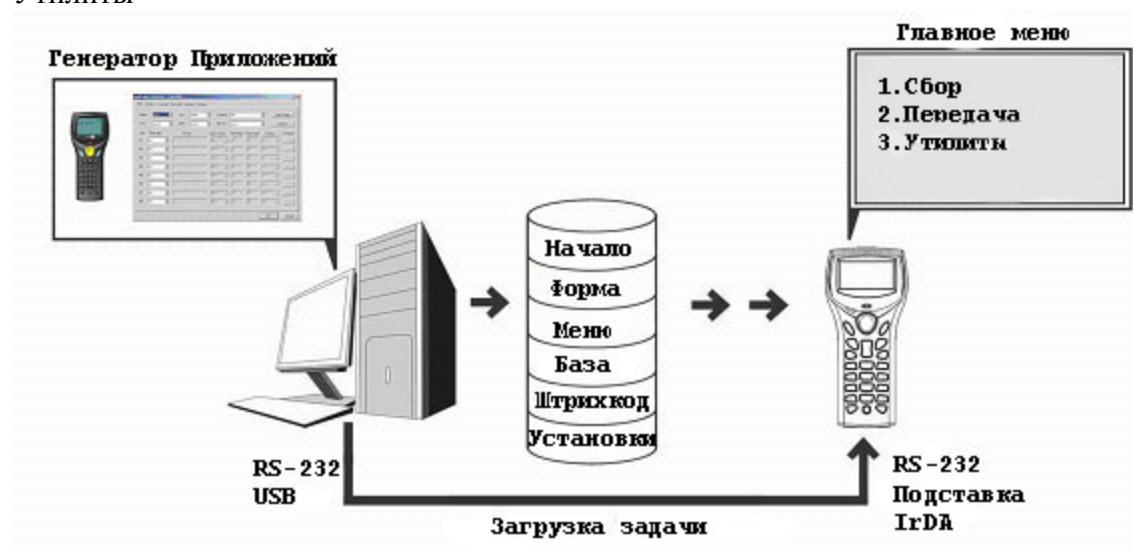 Утилиты
Главное меню
Генератор Приложений
1.Сбор
2.Передача
3.Утилиты
Начало
Форма
Меню
База
Штрихкод
Установки
RS-232
USB
RS-232
Подставка
IrDA
Загрузка задачи